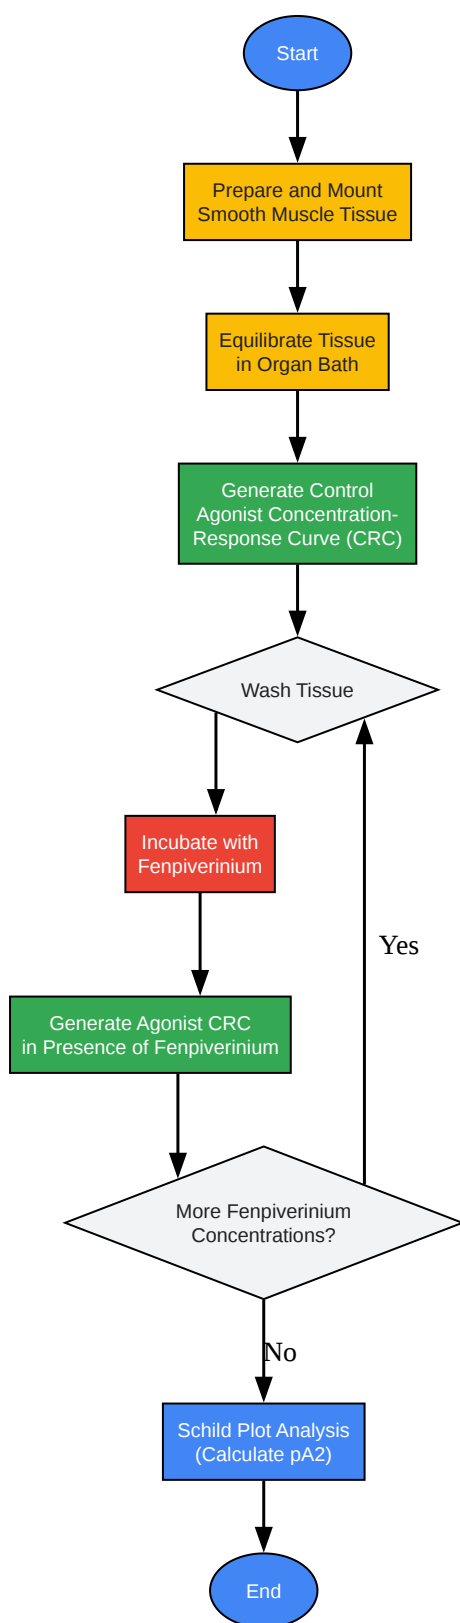 Start
Prepare and Mount
Smooth Muscle Tissue
Equilibrate Tissue
in Organ Bath
Generate Control
Agonist Concentration-
Response Curve (CRC)
Wash Tissue
Incubate with
Fenpiverinium
Yes
Generate Agonist CRC
in Presence of Fenpiverinium
More Fenpiverinium
Concentrations?
No
Schild Plot Analysis
(Calculate pA2)
End